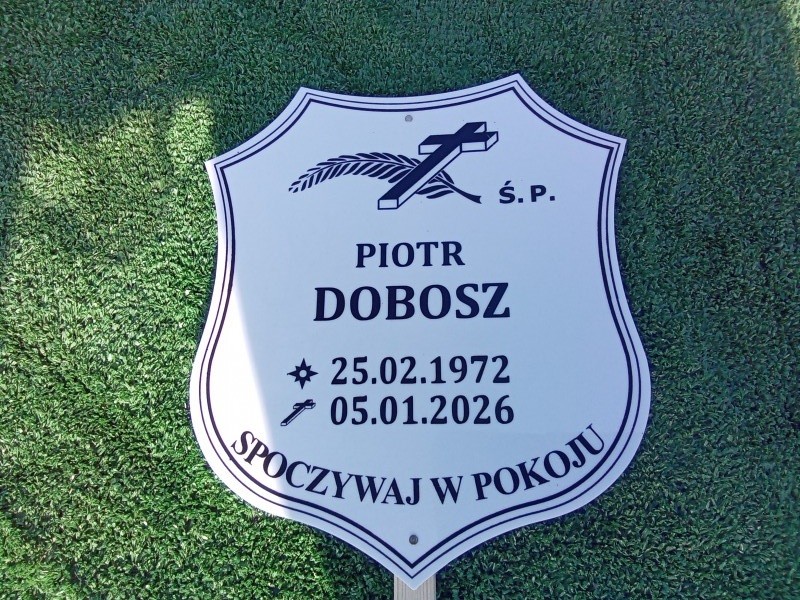 Ś.P.
PIOTR
DOBOSZ
25.02.1972
05.01.2026
SPOCZYWAJ W POKOJU